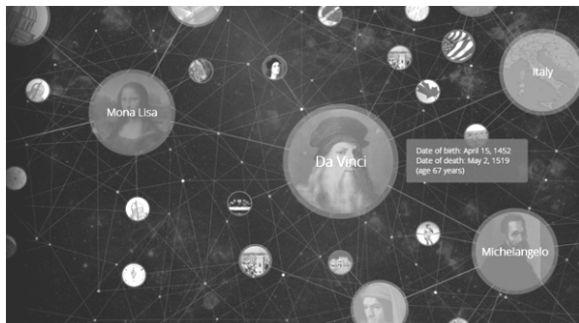 Italy
Mona Lisa
Da Vinci
Date of birth: April 15, 1452
Date of death: May 2, 1519
(age 67 years)
Michelangelo